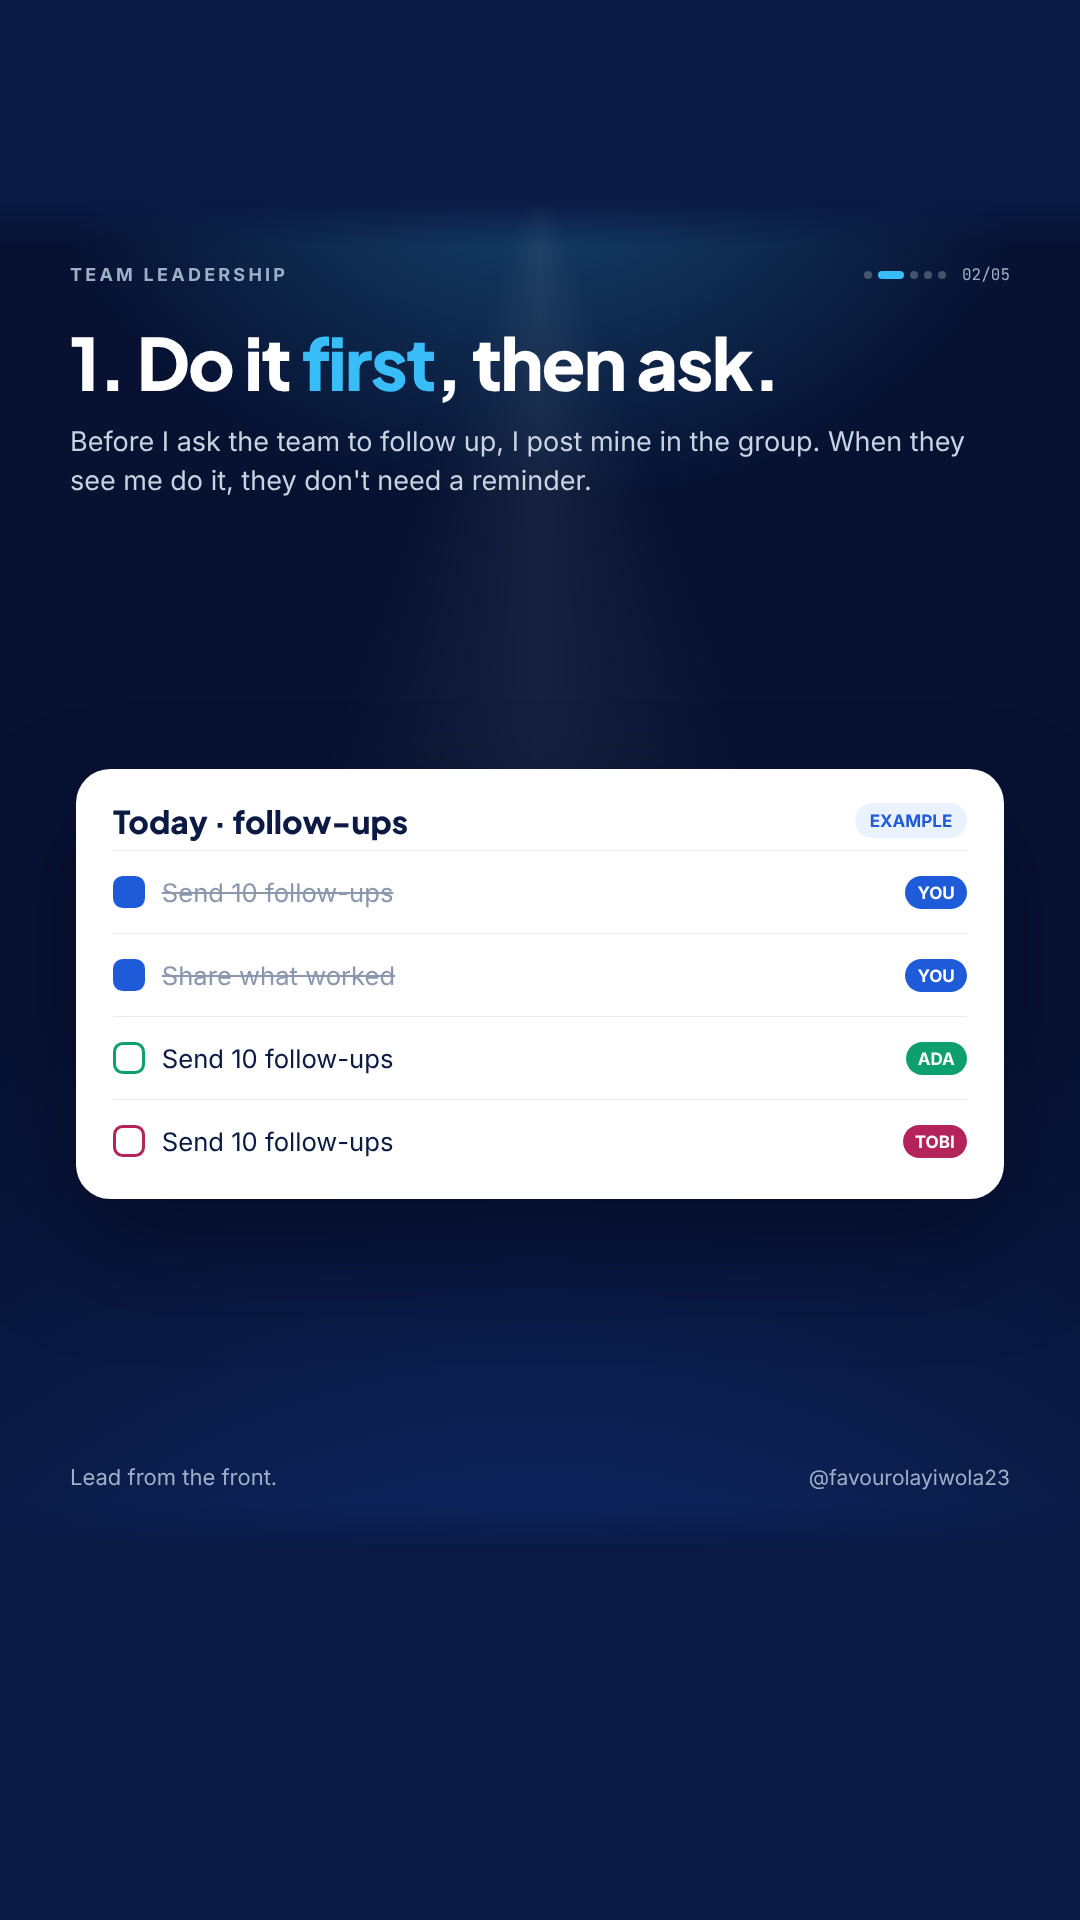 TEAM LEADERSHIP
02/05
1. Do it first, then ask.
Before I ask the team to follow up, I post mine in the group. When they
see me do it, they don't need a reminder.
Today · follow-ups
EXAMPLE
Send 10 follow-ups
YOU
Share what worked
YOU
Send 10 follow-ups
ADA
Send 10 follow-ups
TOBI
Lead from the front.
@favourolayiwola23